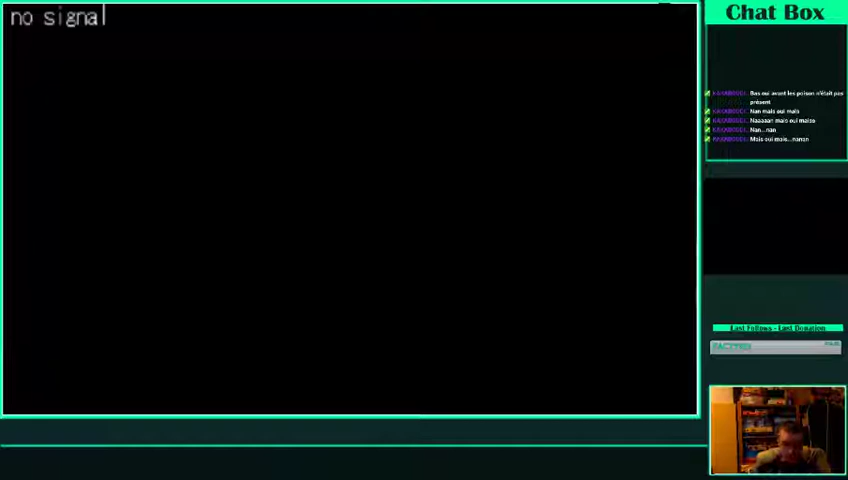 no signal
Chat Box
Bas oui avant les poison n'était pas
présent
Nan mais oui mais
Naaaaan mais oui maiso
Nan...nan
Mais oui mais...nanan
Last Follows - Last Donation